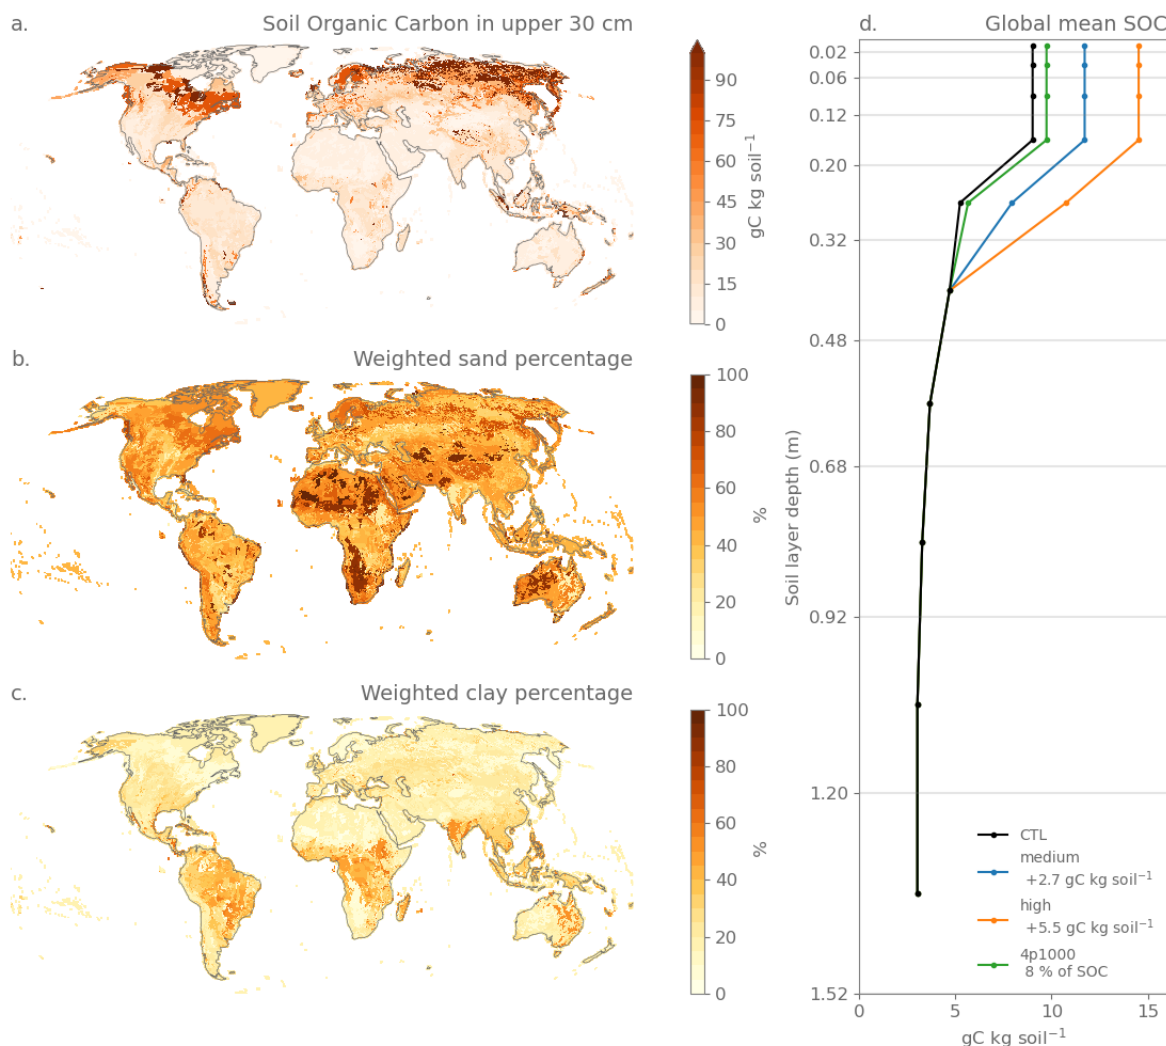 a.
Soil Organic Carbon in upper 30 cm
90
75
60
45
30
15
0
gC kg soil⁻¹
b.
Weighted sand percentage
100
80
60
40
20
0
%
c.
Weighted clay percentage
100
80
60
40
20
0
%
d.
Global mean SOC
0.02
0.06
0.12
0.20
0.32
0.48
0.68
0.92
1.20
1.52
Soil layer depth (m)
CTL
medium
+2.7 gC kg soil⁻¹
high
+5.5 gC kg soil⁻¹
4p1000
8 % of SOC
0
5
10
15
gC kg soil⁻¹